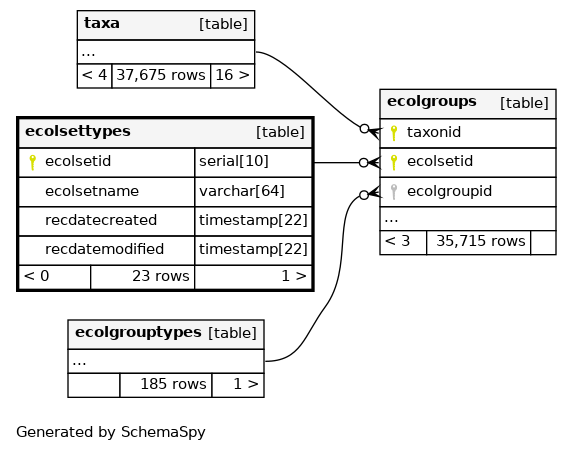 taxa [table]
...
< 4 37,675 rows 16 >
ecolsettypes [table]
ecolsetid serial[10]
ecolsetname varchar[64]
recdatecreated timestamp[22]
recdatemodified timestamp[22]
< 0 23 rows 1 >
ecolgrouptypes [table]
...
185 rows 1 >
ecolgroups [table]
taxonid
ecolsetid
ecolgroupid
...
< 3 35,715 rows
Generated by SchemaSpy